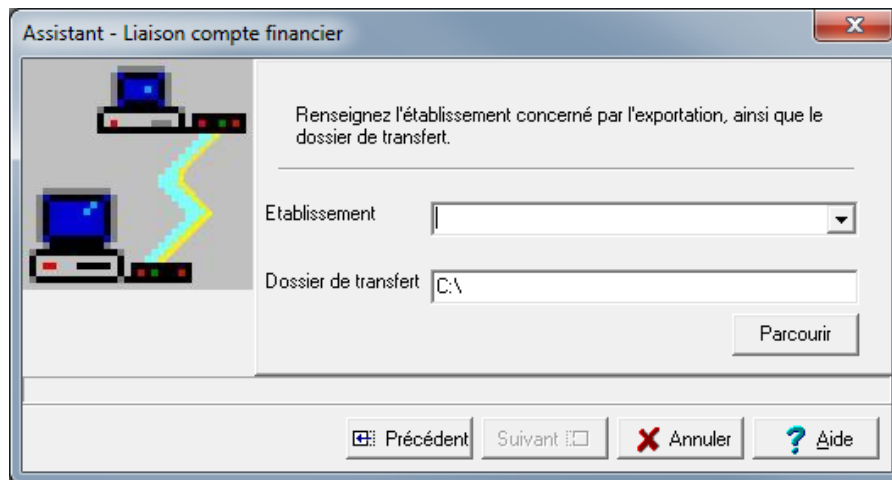 Assistant - Liaison compte financier
Renseignez l'établissement concerné par l'exportation, ainsi que le
dossier de transfert.
Etablissement
Dossier de transfert C:\
Parcourir
Précédent Suivant Annuler Aide